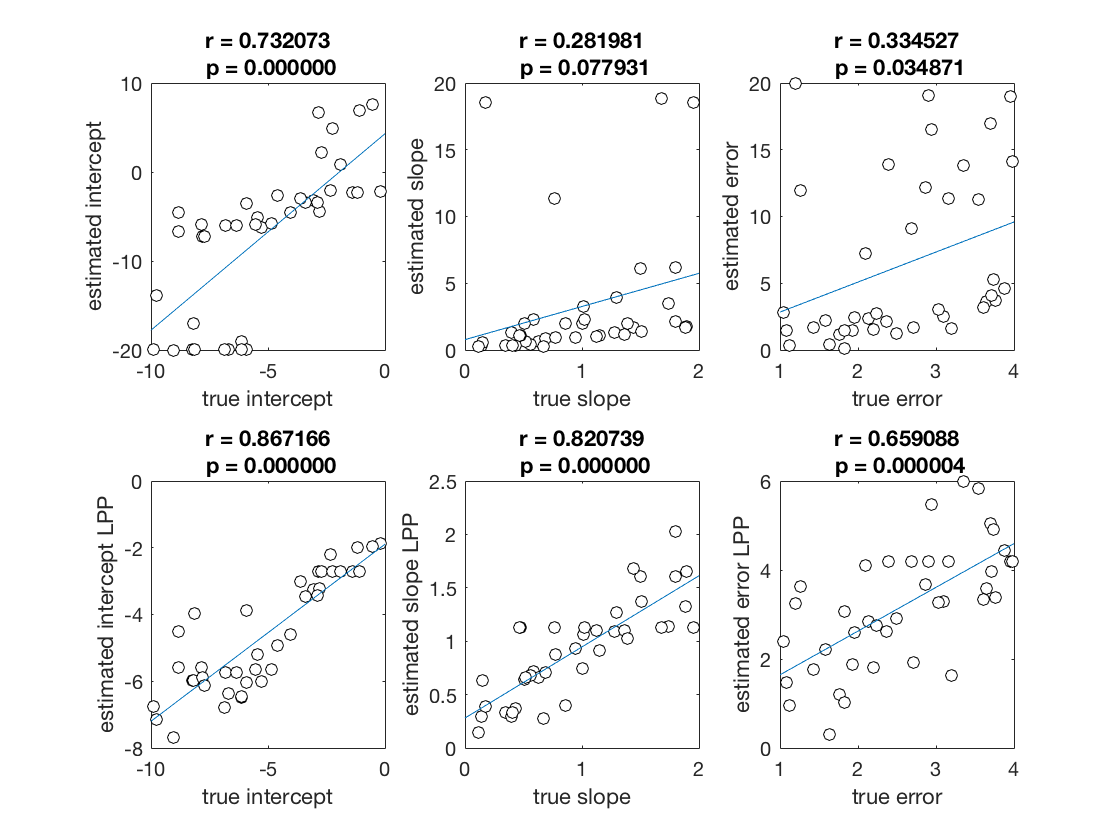 r = 0.732073
p = 0.000000
10
0
-10
-20
-10
-5
0
estimated intercept
true intercept
r = 0.281981
p = 0.077931
20
15
10
5
0
0
1
2
estimated slope
true slope
r = 0.334527
p = 0.034871
20
15
10
5
0
1
2
3
4
estimated error
true error
r = 0.867166
p = 0.000000
0
-2
-4
-6
-8
-10
-5
0
estimated intercept LPP
true intercept
r = 0.820739
p = 0.000000
2.5
2
1.5
1
0.5
0
0
1
2
estimated slope LPP
true slope
r = 0.659088
p = 0.000004
6
4
2
0
1
2
3
4
estimated error LPP
true error